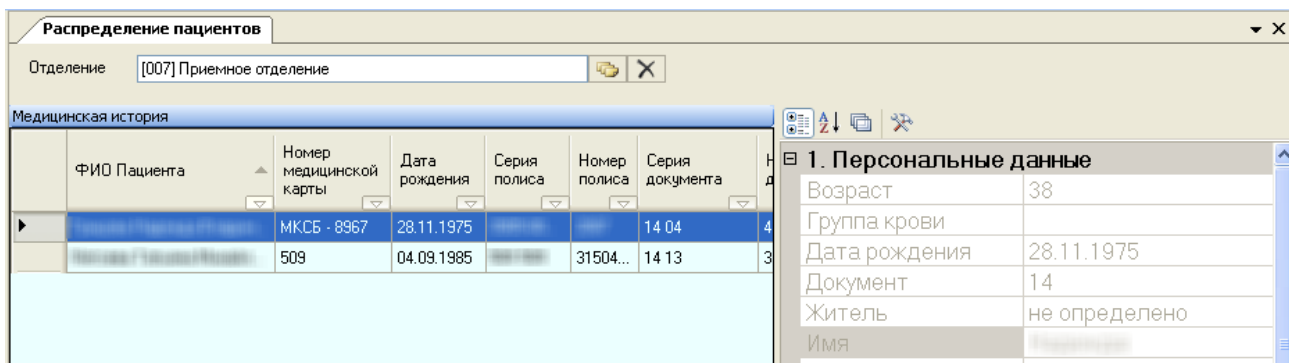 Распределение пациентов
Отделение [007] Приемное отделение
Медицинская история
ФИО Пациента Номер медицинской карты Дата рождения Серия полиса Номер полиса Серия документа
МКСБ - 8967 28.11.1975 14 04 4
509 04.09.1985 31504... 14 13 3
1. Персональные данные
Возраст 38
Группа крови
Дата рождения 28.11.1975
Документ 14
Житель не определено
Имя